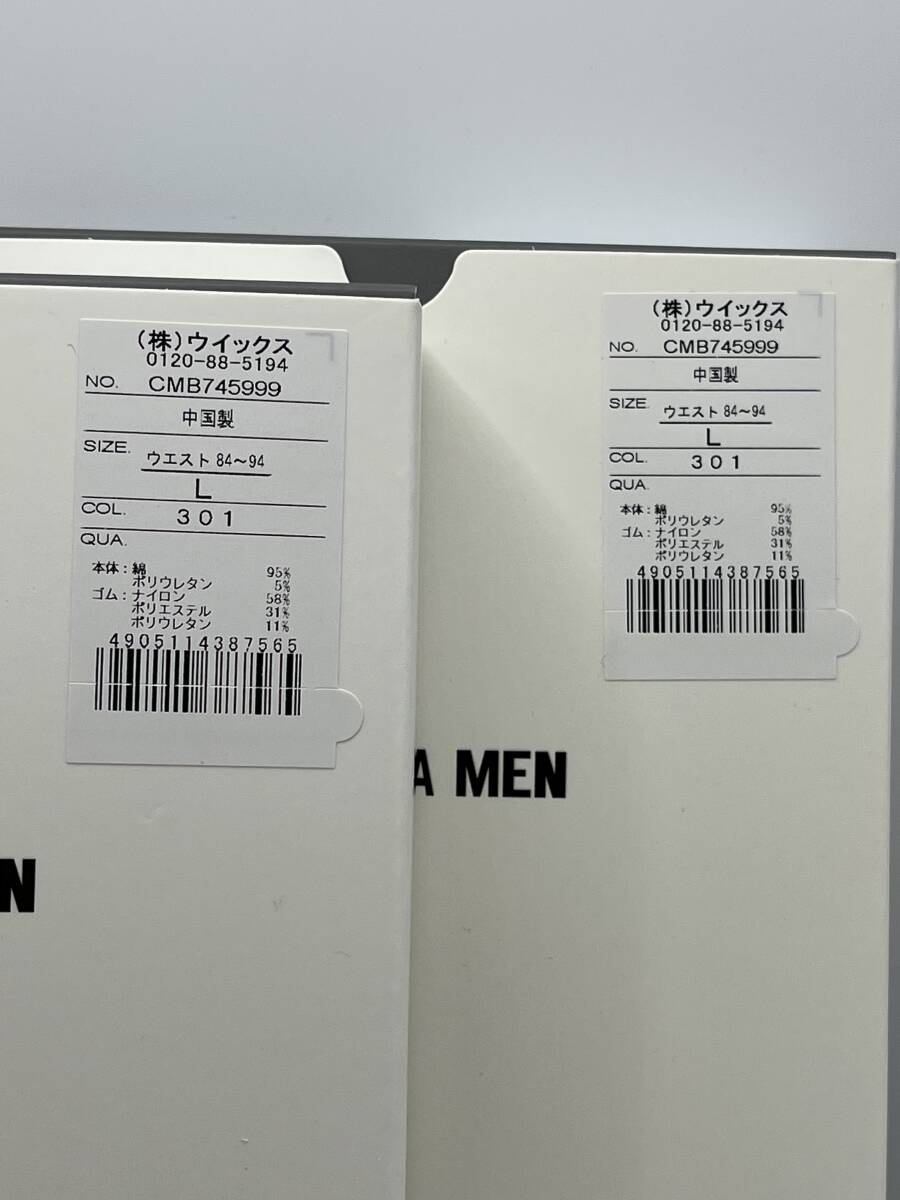 (株)ウイックス
0120-88-5194
NO. CMB745999
中国製
SIZE. ウエスト 84～94
L
COL. 301
QUA.
本体:綿 95%
ポリウレタン 5%
ゴム:ナイロン 58%
ポリエステル 31%
ポリウレタン 11%
4905114387565
N
(株)ウイックス
0120-88-5194
NO. CMB745999
中国製
SIZE. ウエスト 84～94
L
COL. 301
QUA.
本体:綿 95%
ポリウレタン 5%
ゴム:ナイロン 58%
ポリエステル 31%
ポリウレタン 11%
4905114387565
A MEN